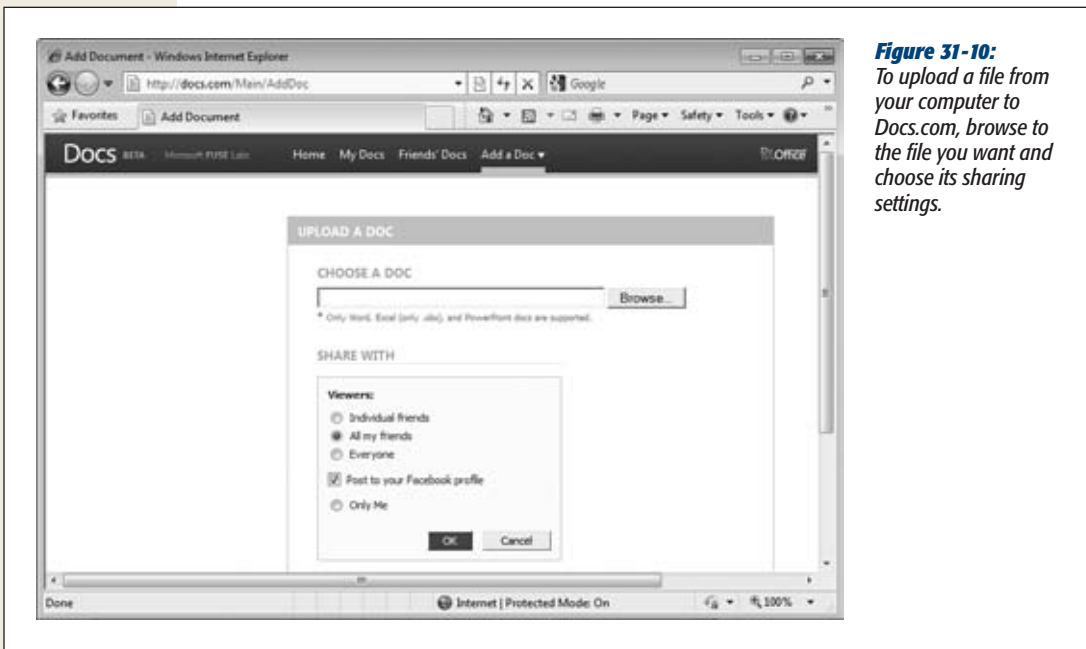 Add Document - Windows Internet Explorer
http://docs.com/Main/AddDoc
Google
Favorites
Add Document
Page
Safety
Tools
Docs BETA Microsoft FUSE Labs
Home My Docs Friends' Docs Add a Doc
Office
UPLOAD A DOC
CHOOSE A DOC
Browse...
* Only Word, Excel (only .xlsx), and PowerPoint docs are supported.
SHARE WITH
Viewers:
Individual friends
All my friends
Everyone
Post to your Facebook profile
Only Me
OK
Cancel
Done
Internet | Protected Mode: On
100%
Figure 31-10:
To upload a file from
your computer to
Docs.com, browse to
the file you want and
choose its sharing
settings.